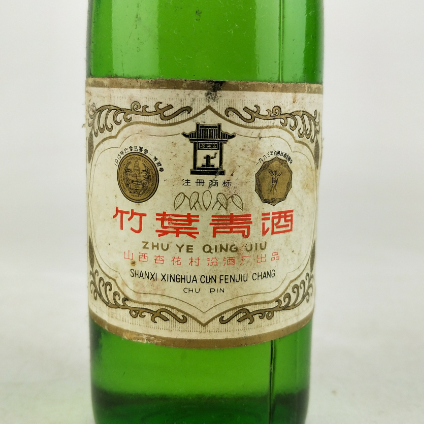 注册商标
竹葉青酒
ZHU YE QING JIU
山西杏花村汾酒厂出品
SHANXI XINGHUA CUN FENJIU CHANG
CHU PIN